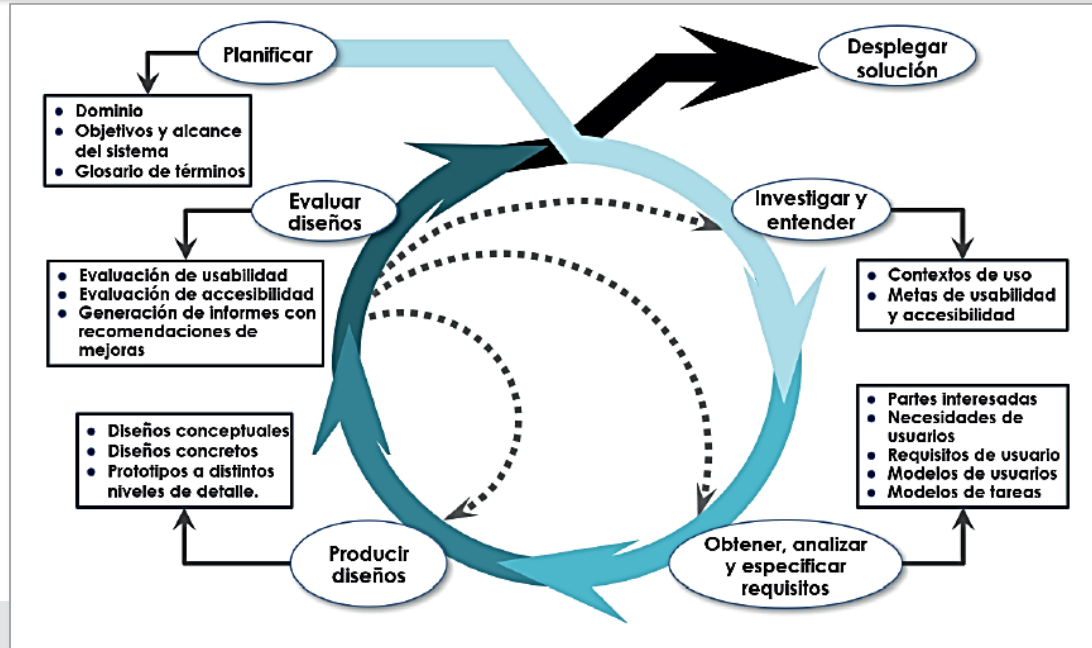 Planificar
Desplegar
solución
• Dominio
• Objetivos y alcance
del sistema
• Glosario de términos
Evaluar
diseños
Investigar y
entender
• Evaluación de usabilidad
• Evaluación de accesibilidad
• Generación de informes con
recomendaciones de
mejoras
• Contextos de uso
• Metas de usabilidad
y accesibilidad
• Partes interesadas
• Necesidades de
usuarios
• Requisitos de usuario
• Modelos de usuarios
• Modelos de tareas
• Diseños conceptuales
• Diseños concretos
• Prototipos a distintos
niveles de detalle.
Producir
diseños
Obtener, analizar
y especificar
requisitos